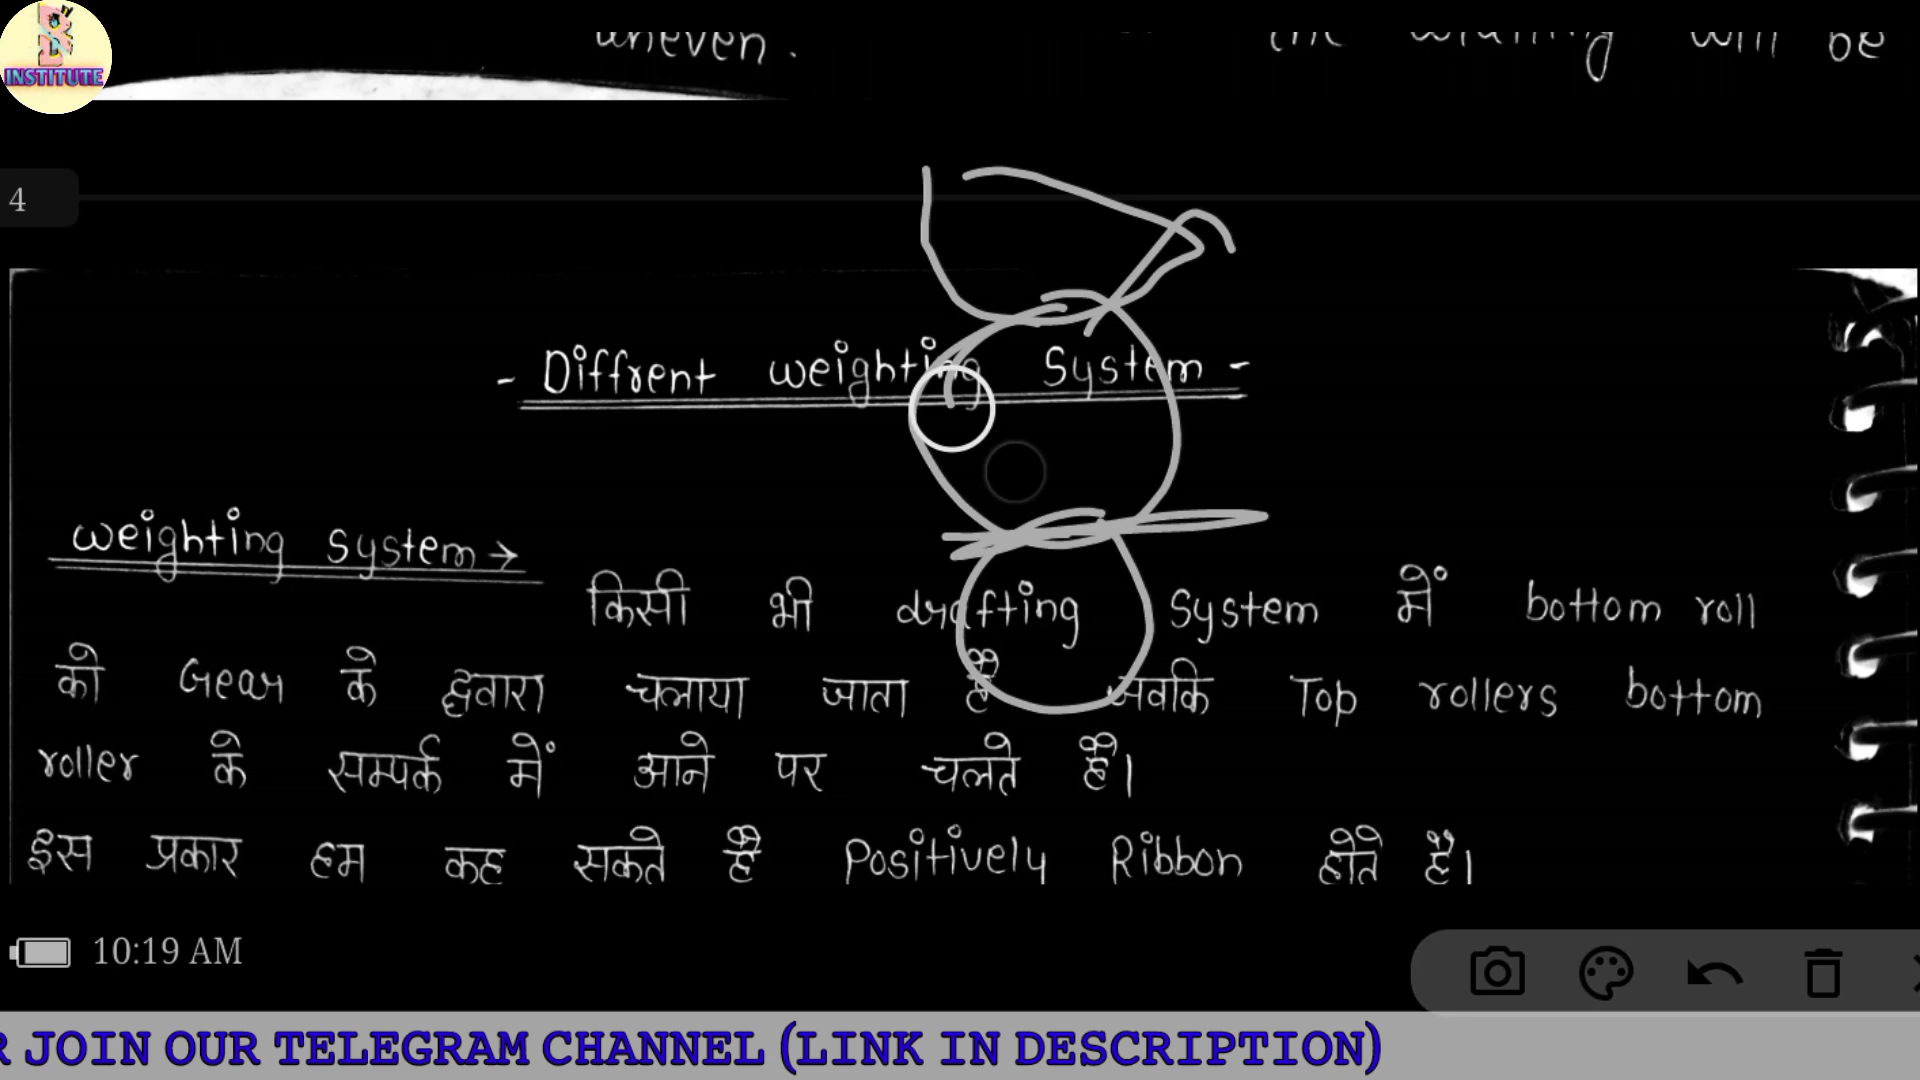 INSTITUTE
uneven. will be
4
- Diffrent weighting System -
weighting system →
किसी भी drafting System में bottom roll
को Gear के द्वारा चलाया जाता है जबकि Top rollers bottom
roller के सम्पर्क में आने पर चलते हैं।
इस प्रकार हम कह सकते हैं Positively Ribbon होते हैं।
10:19 AM
R JOIN OUR TELEGRAM CHANNEL (LINK IN DESCRIPTION)